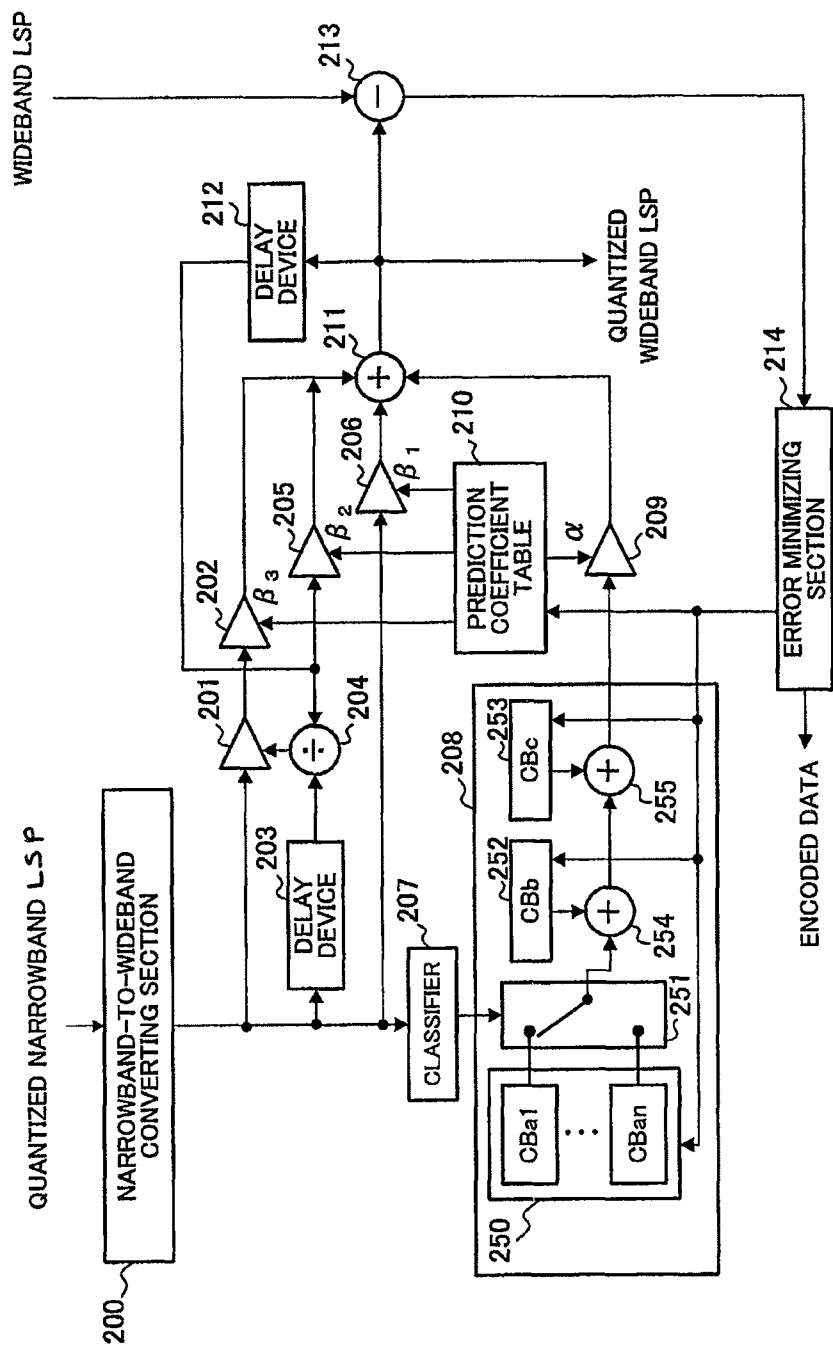 QUANTIZED NARROWBAND LSP
WIDEBAND LSP
200
NARROWBAND-TO-WIDEBAND
CONVERTING SECTION
201
202
β3
203
DELAY
DEVICE
204
÷
205
β2
206
β1
207
CLASSIFIER
208
209
α
210
PREDICTION
COEFFICIENT
TABLE
211
+
212
DELAY
DEVICE
213
−
QUANTIZED
WIDEBAND LSP
214
ERROR MINIMIZING
SECTION
ENCODED DATA
250
CBa1
...
CBan
251
252
CBb
253
CBc
254
+
255
+